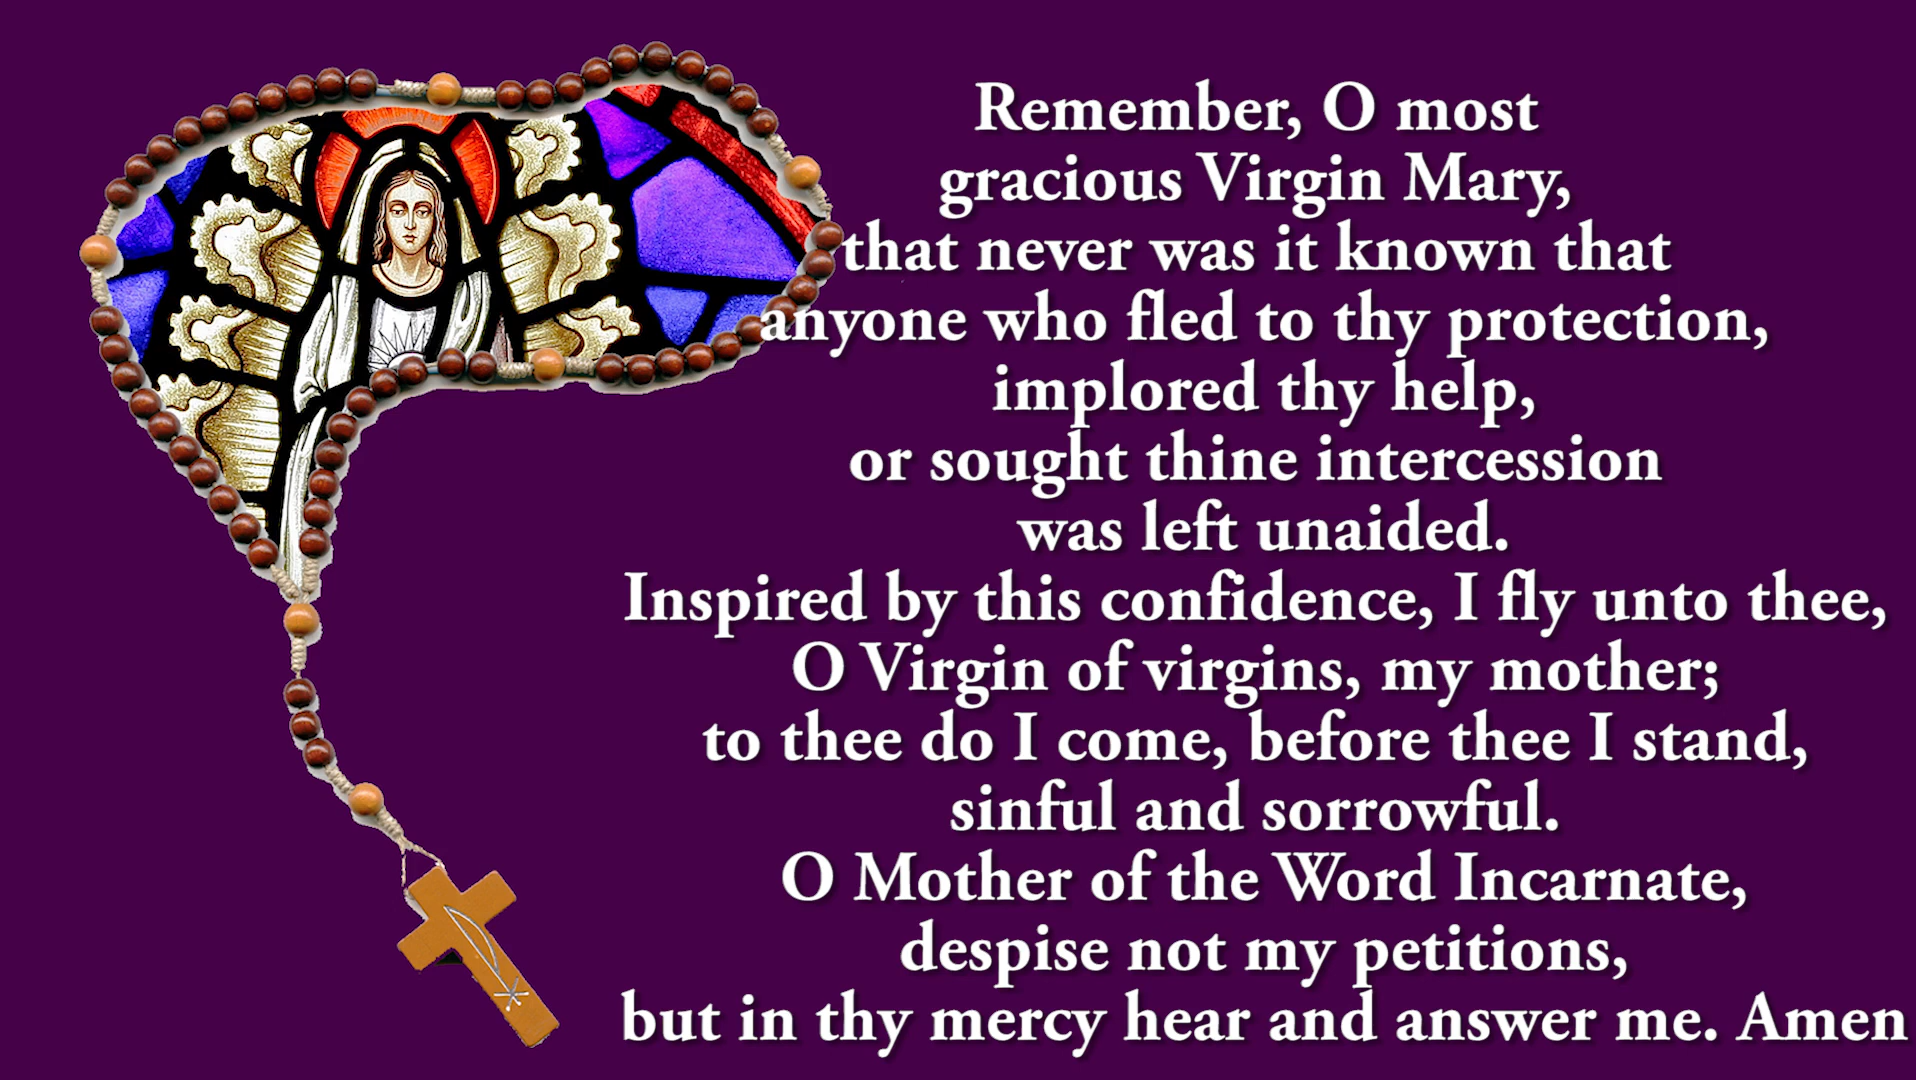 Remember, O most
gracious Virgin Mary,
that never was it known that
anyone who fled to thy protection,
implored thy help,
or sought thine intercession
was left unaided.
Inspired by this confidence, I fly unto thee,
O Virgin of virgins, my mother;
to thee do I come, before thee I stand,
sinful and sorrowful.
O Mother of the Word Incarnate,
despise not my petitions,
but in thy mercy hear and answer me. Amen